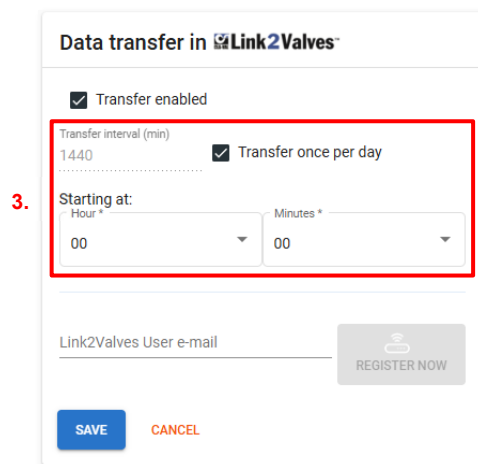 Data transfer in Link2Valves™
Transfer enabled
Transfer interval (min)
1440
Transfer once per day
3.
Starting at:
Hour *
Minutes *
00
00
Link2Valves User e-mail
REGISTER NOW
SAVE
CANCEL